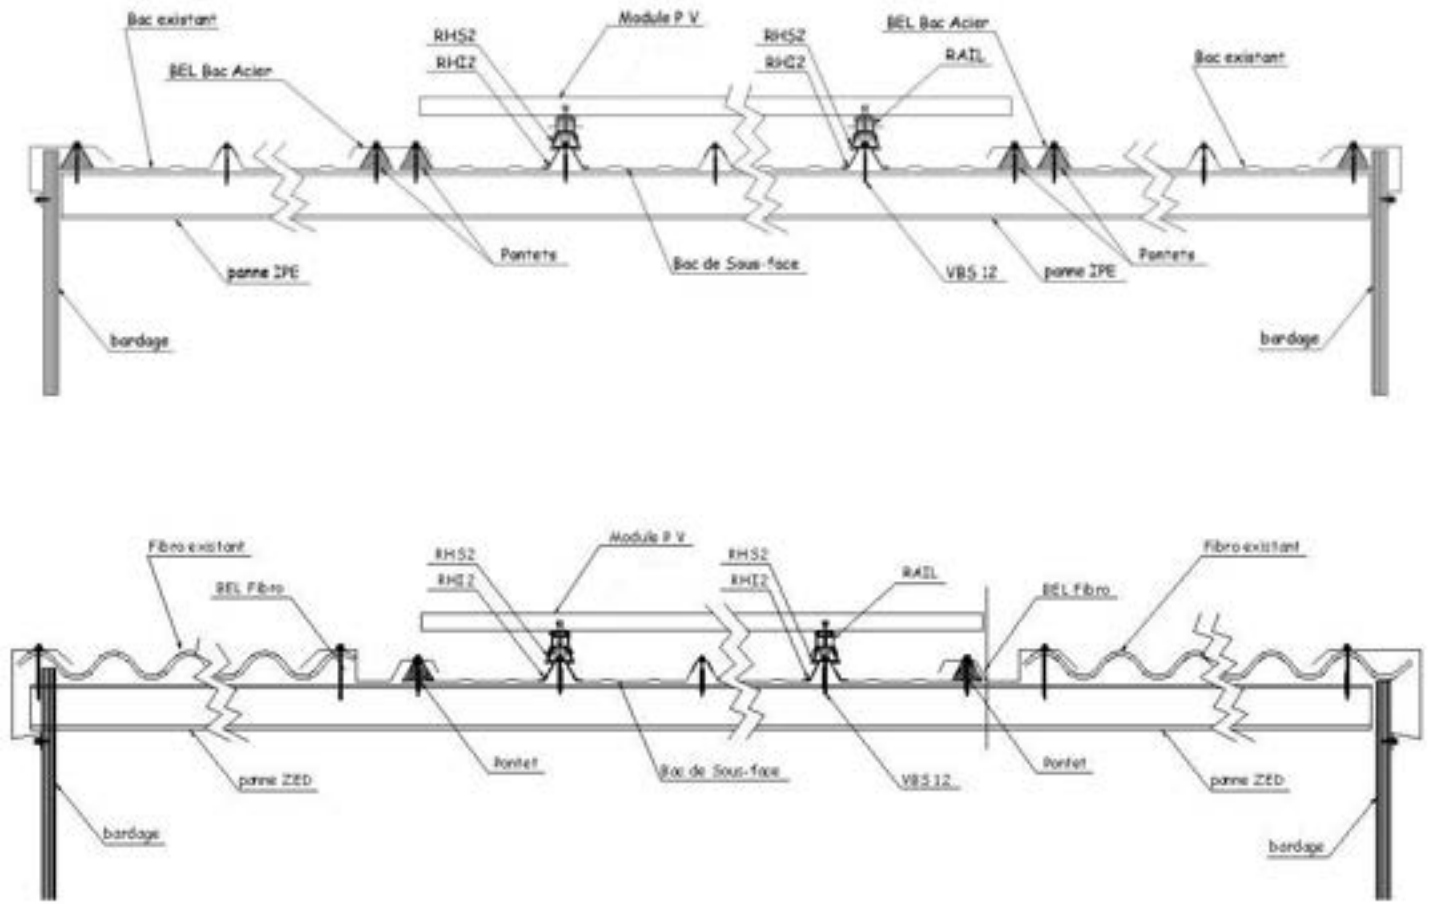 Bac existant
Module P V
BEL Bac Acier
RHS2
RHS2
RAIL
RHI2
RHI2
Bac existant
BEL Bac Acier
Pontets
Bac de Sous-face
VBS 12
Pontets
panne IPE
panne IPE
bardage
bardage
Fibro existant
Module P V
Fibro existant
RHS2
RHS2
RHI2
RHI2
RAIL
BEL Fibro
BEL Fibro
Pontet
Pontet
panne ZED
Bac de Sous-face
VBS 12
panne ZED
bardage
bardage